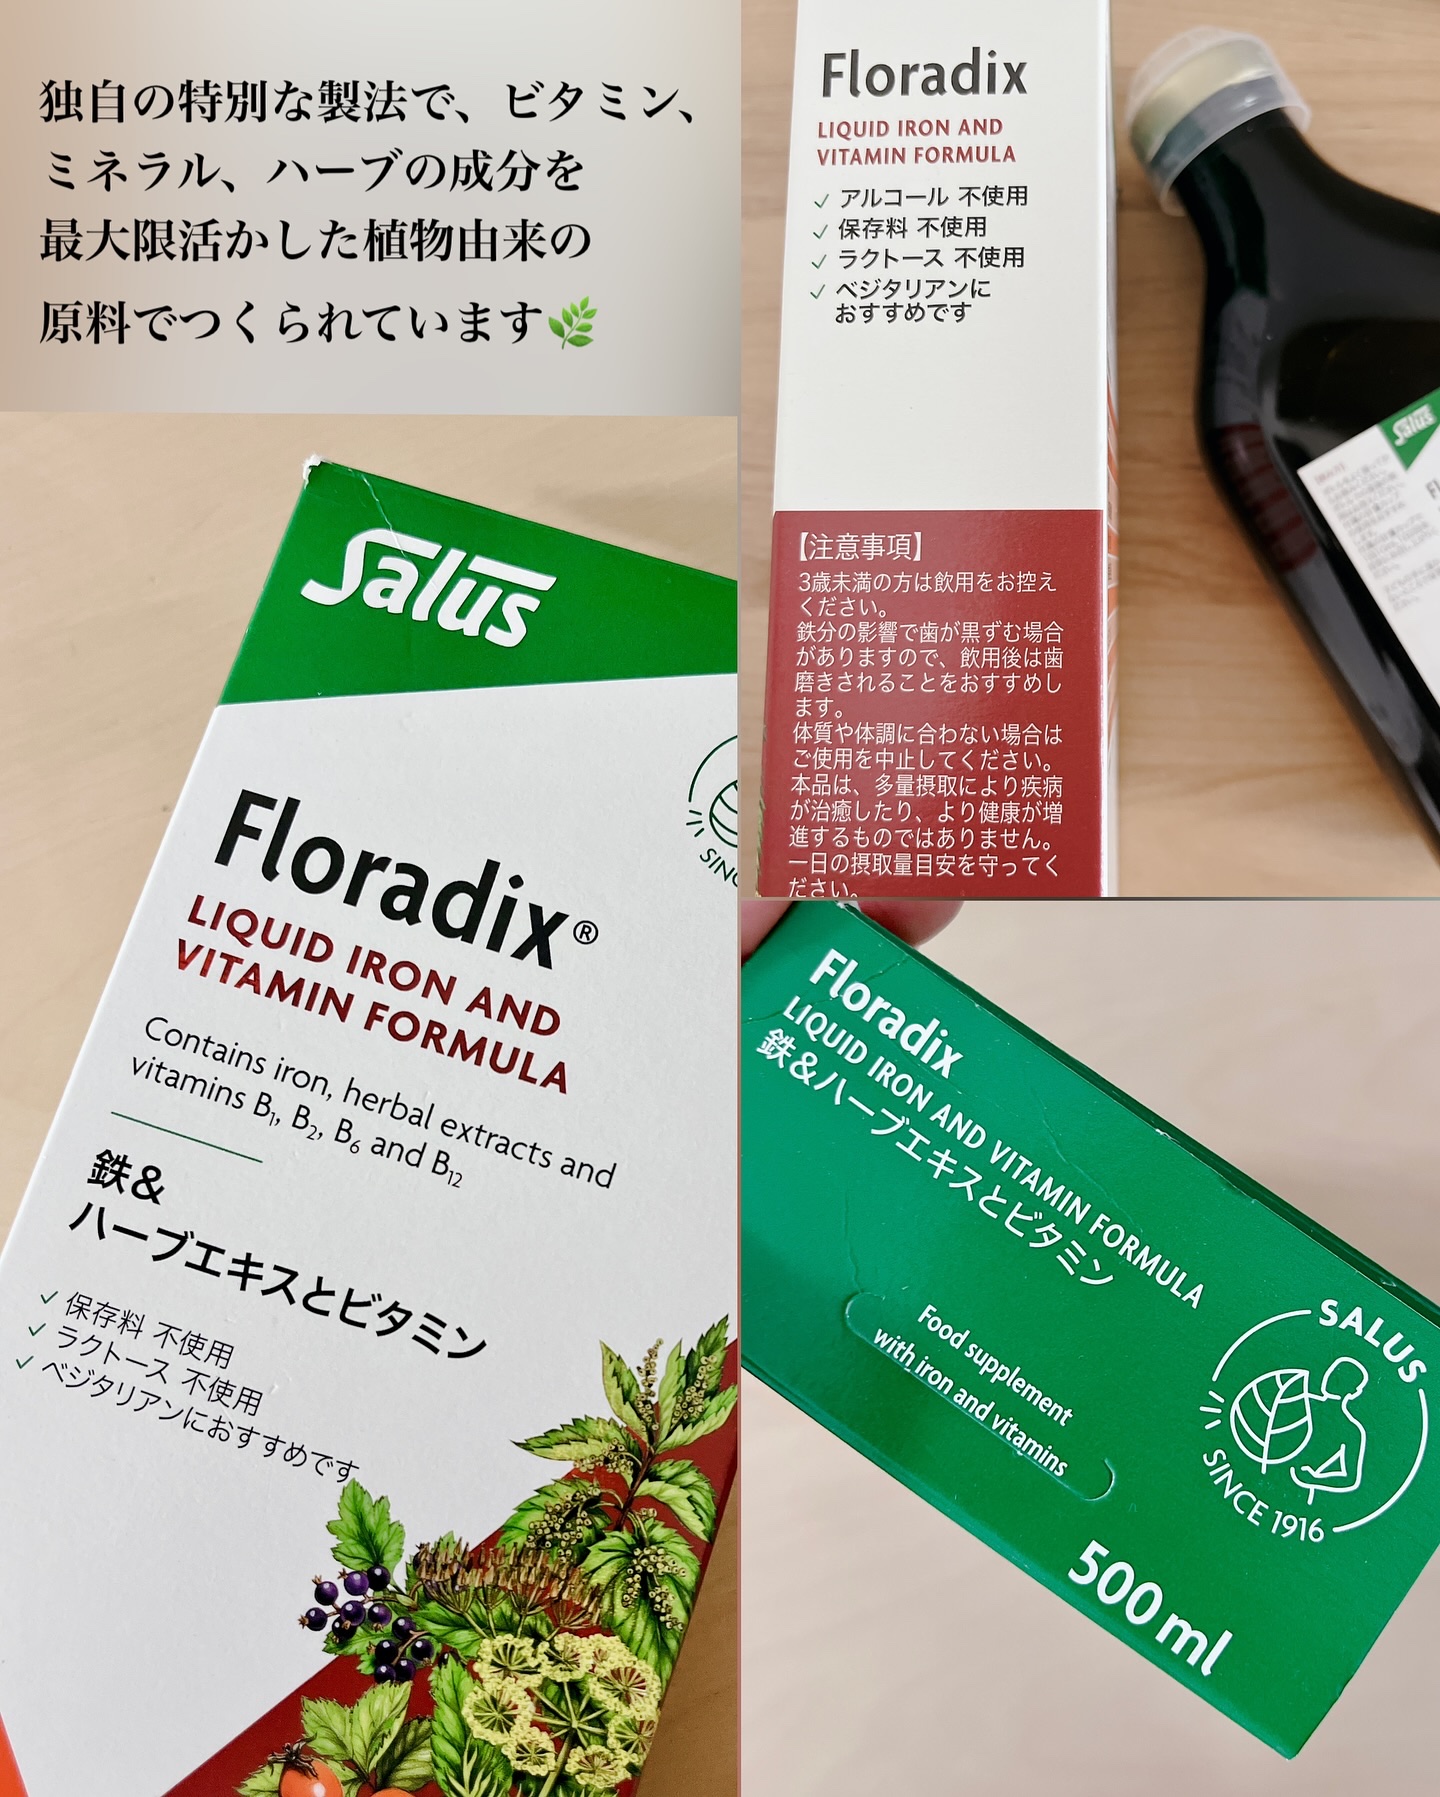 独自の特別な製法で、ビタミン、
ミネラル、ハーブの成分を
最大限活かした植物由来の
原料でつくられています🌿
Salus
Floradix®
LIQUID IRON AND
VITAMIN FORMULA
Contains iron, herbal extracts and
vitamins B1, B2, B6 and B12
鉄&
ハーブエキスとビタミン
✓ 保存料 不使用
✓ ラクトース 不使用
✓ ベジタリアンにおすすめです
Floradix
LIQUID IRON AND
VITAMIN FORMULA
✓ アルコール 不使用
✓ 保存料 不使用
✓ ラクトース 不使用
✓ ベジタリアンに
おすすめです
【注意事項】
3歳未満の方は飲用をお控え
ください。
鉄分の影響で歯が黒ずむ場合
がありますので、飲用後は歯
磨きされることをおすすめし
ます。
体質や体調に合わない場合は
ご使用を中止してください。
本品は、多量摂取により疾病
が治癒したり、より健康が増
進するものではありません。
一日の摂取量目安を守ってく
ださい。
Salus
Floradix
LIQUID IRON AND VITAMIN FORMULA
鉄&ハーブエキスとビタミン
Food supplement
with iron and vitamins
SALUS
SINCE 1916
500 ml